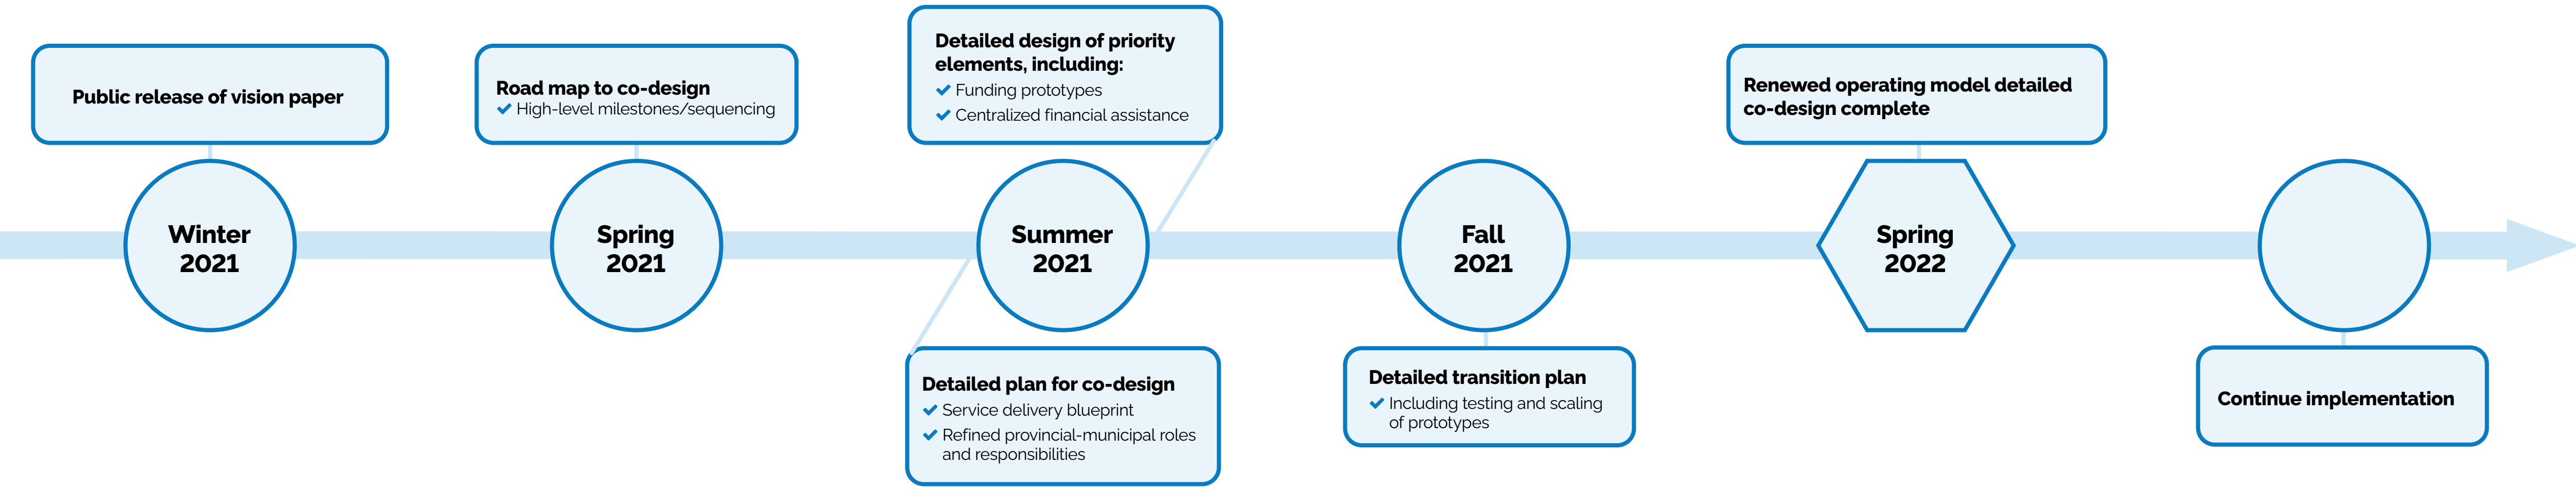 Public release of vision paper
Winter
2021
Road map to co-design
High-level milestones/sequencing
Spring
2021
Detailed design of priority
elements, including:
Funding prototypes
Centralized financial assistance
Summer
2021
Detailed plan for co-design
Service delivery blueprint
Refined provincial-municipal roles
and responsibilities
Fall
2021
Detailed transition plan
Including testing and scaling
of prototypes
Renewed operating model detailed
co-design complete
Spring
2022
Continue implementation